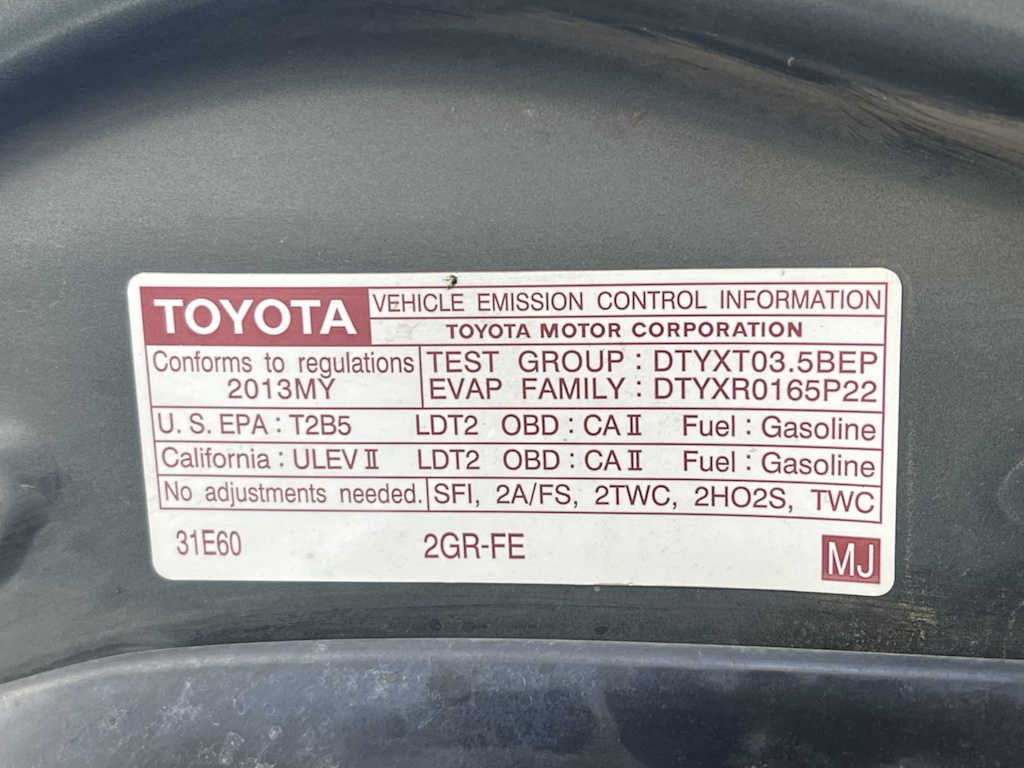 TOYOTA VEHICLE EMISSION CONTROL INFORMATION
TOYOTA MOTOR CORPORATION
Conforms to regulations TEST GROUP : DTYXT03.5BEP
2013MY EVAP FAMILY : DTYXR0165P22
U. S. EPA : T2B5 LDT2 OBD : CA II Fuel : Gasoline
California : ULEV II LDT2 OBD : CA II Fuel : Gasoline
No adjustments needed. SFI, 2A/FS, 2TWC, 2HO2S, TWC
31E60 2GR-FE MJ